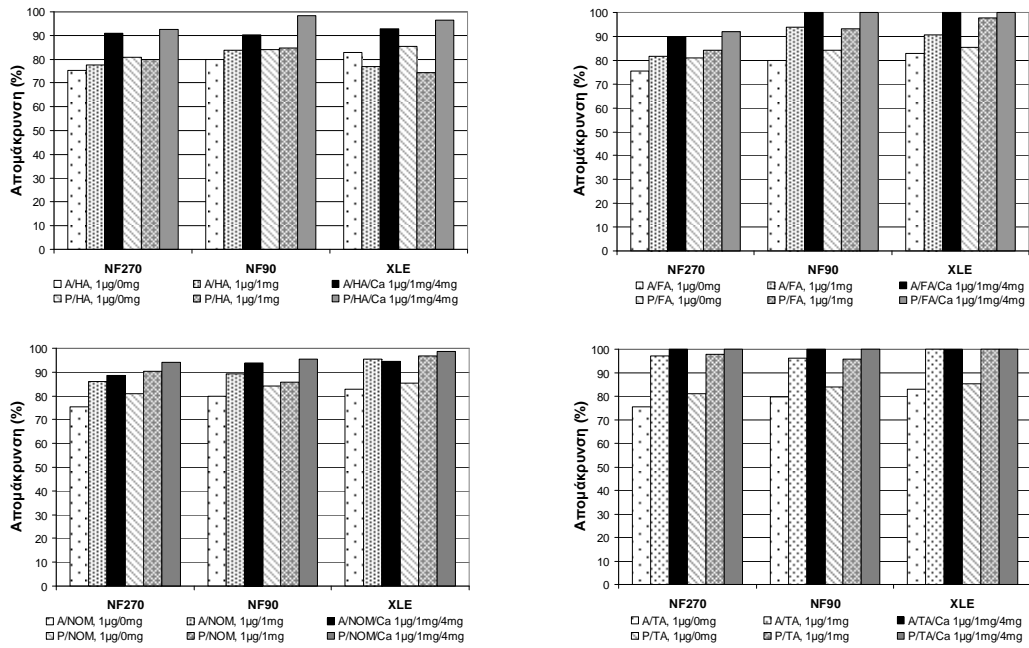 Απομάκρυνση (%)
100
90
80
70
60
50
40
30
20
10
0
NF270 NF90 XLE
A/HA, 1μg/0mg A/HA, 1μg/1mg A/HA/Ca 1μg/1mg/4mg
P/HA, 1μg/0mg P/HA, 1μg/1mg P/HA/Ca 1μg/1mg/4mg
Απομάκρυνση (%)
100
90
80
70
60
50
40
30
20
10
0
NF270 NF90 XLE
A/FA, 1μg/0mg A/FA, 1μg/1mg A/FA/Ca 1μg/1mg/4mg
P/FA, 1μg/0mg P/FA, 1μg/1mg P/FA/Ca 1μg/1mg/4mg
Απομάκρυνση (%)
100
90
80
70
60
50
40
30
20
10
0
NF270 NF90 XLE
A/NOM, 1μg/0mg A/NOM, 1μg/1mg A/NOM/Ca 1μg/1mg/4mg
P/NOM, 1μg/0mg P/NOM, 1μg/1mg P/NOM/Ca 1μg/1mg/4mg
Απομάκρυνση (%)
100
90
80
70
60
50
40
30
20
10
0
NF270 NF90 XLE
A/TA, 1μg/0mg A/TA, 1μg/1mg A/TA/Ca 1μg/1mg/4mg
P/TA, 1μg/0mg P/TA, 1μg/1mg P/TA/Ca 1μg/1mg/4mg